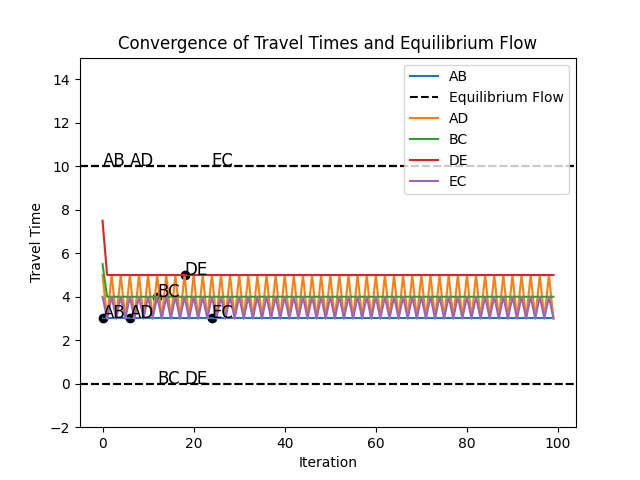 Convergence of Travel Times and Equilibrium Flow
14
12
10
8
6
4
2
0
−2
Travel Time
AB
Equilibrium Flow
AD
BC
DE
EC
AB AD EC
DE
BC
AB AD EC
BC DE
0 20 40 60 80 100
Iteration